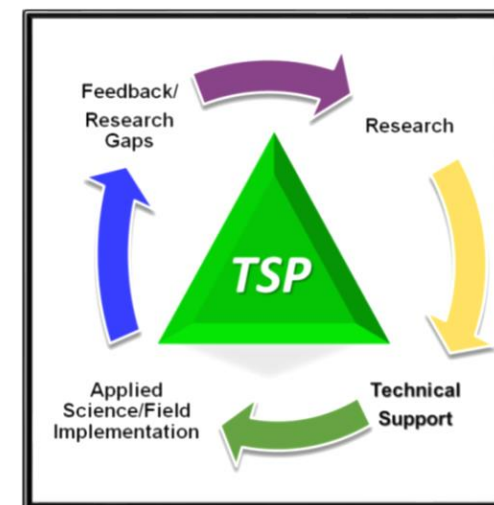 Feedback/
Research
Gaps
Research
TSP
Applied
Science/Field
Implementation
Technical
Support